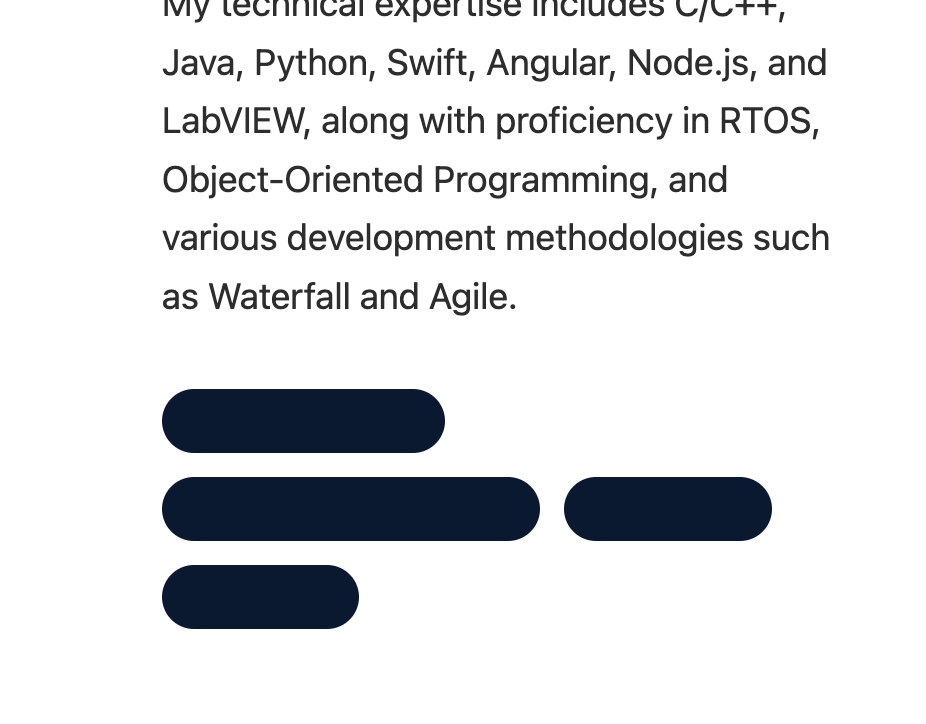 My technical expertise includes C/C++,
Java, Python, Swift, Angular, Node.js, and
LabVIEW, along with proficiency in RTOS,
Object-Oriented Programming, and
various development methodologies such
as Waterfall and Agile.